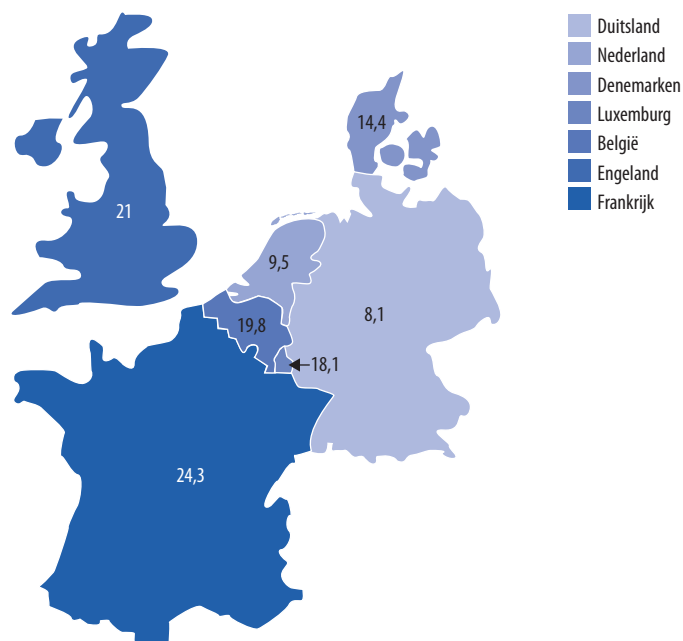 Duitsland
Nederland
Denemarken
Luxemburg
België
Engeland
Frankrijk
14,4
21
9,5
8,1
19,8
18,1
24,3